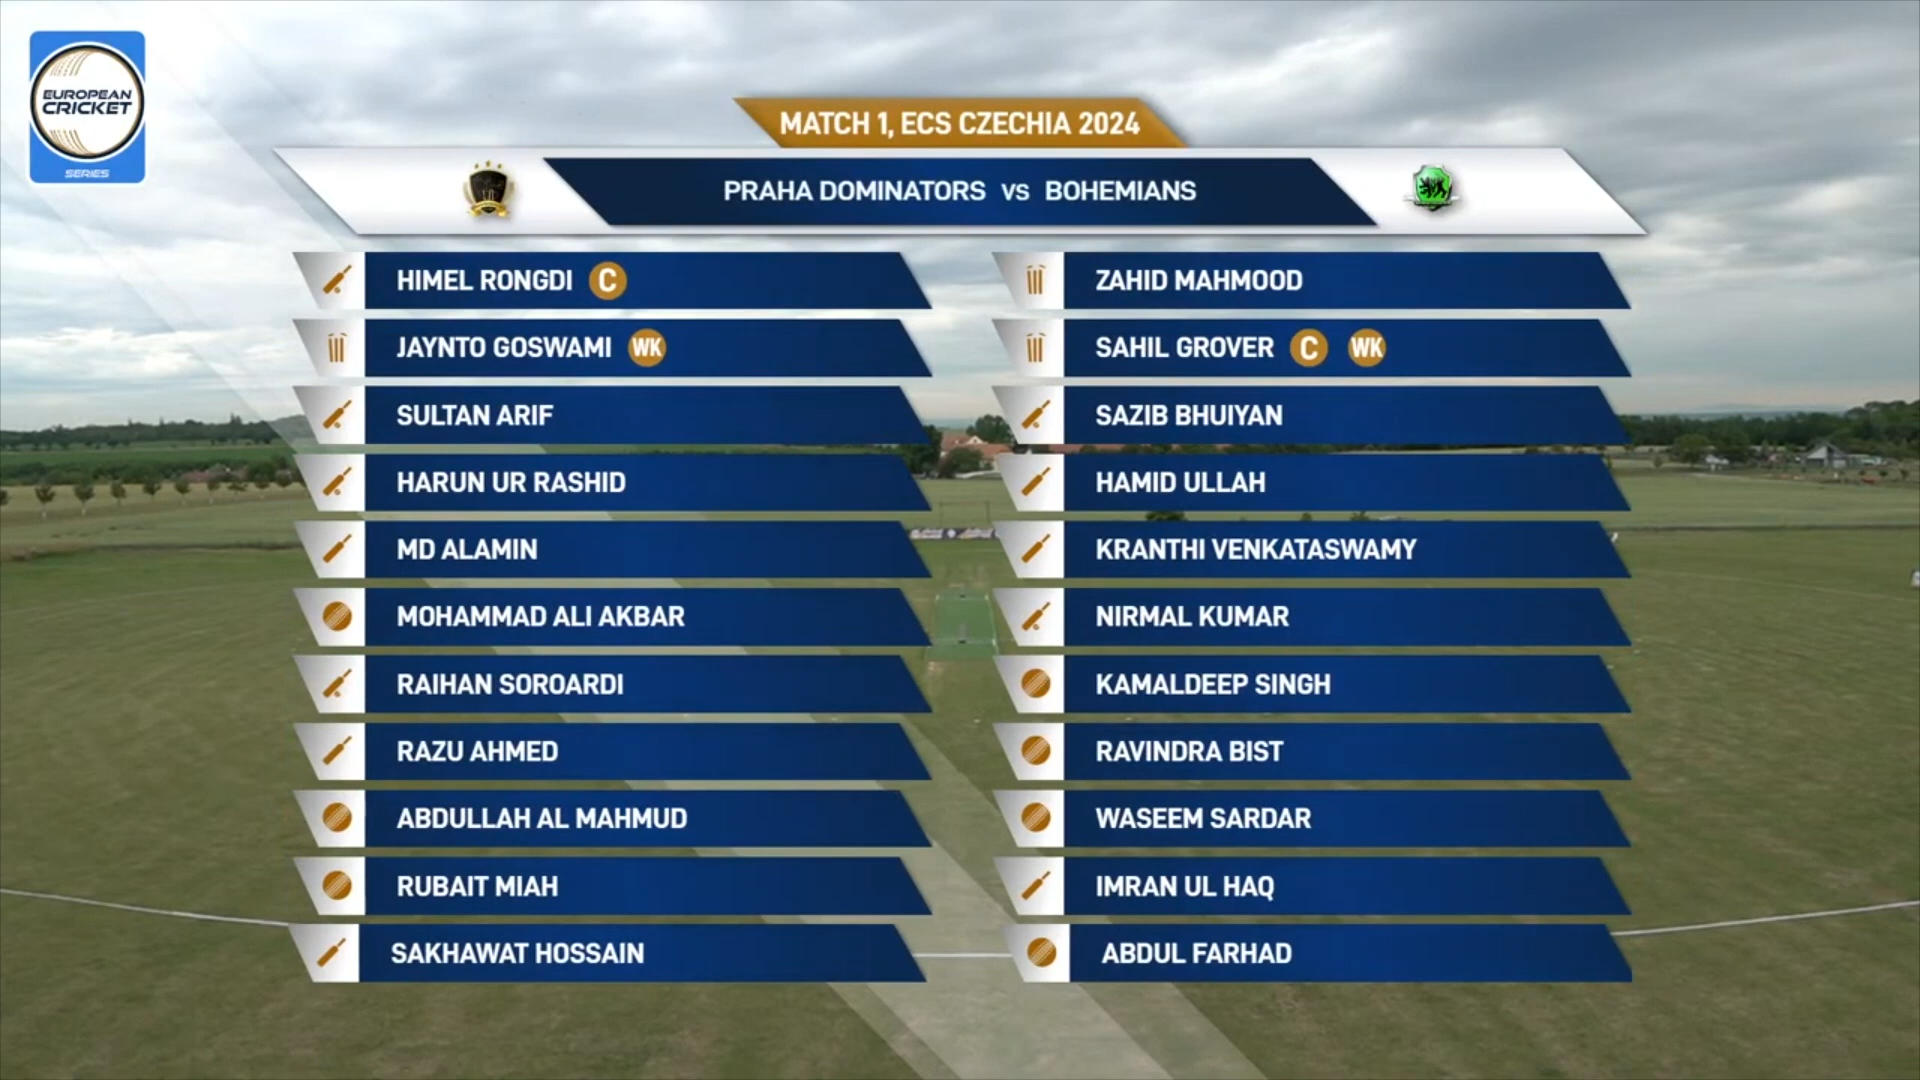 EUROPEAN
CRICKET
SERIES
MATCH 1, ECS CZECHIA 2024
PRAHA DOMINATORS VS BOHEMIANS
HIMEL RONGDI C
JAYNTO GOSWAMI WK
SULTAN ARIF
HARUN UR RASHID
MD ALAMIN
MOHAMMAD ALI AKBAR
RAIHAN SOROARDI
RAZU AHMED
ABDULLAH AL MAHMUD
RUBAIT MIAH
SAKHAWAT HOSSAIN
ZAHID MAHMOOD
SAHIL GROVER C WK
SAZIB BHUIYAN
HAMID ULLAH
KRANTHI VENKATASWAMY
NIRMAL KUMAR
KAMALDEEP SINGH
RAVINDRA BIST
WASEEM SARDAR
IMRAN UL HAQ
ABDUL FARHAD